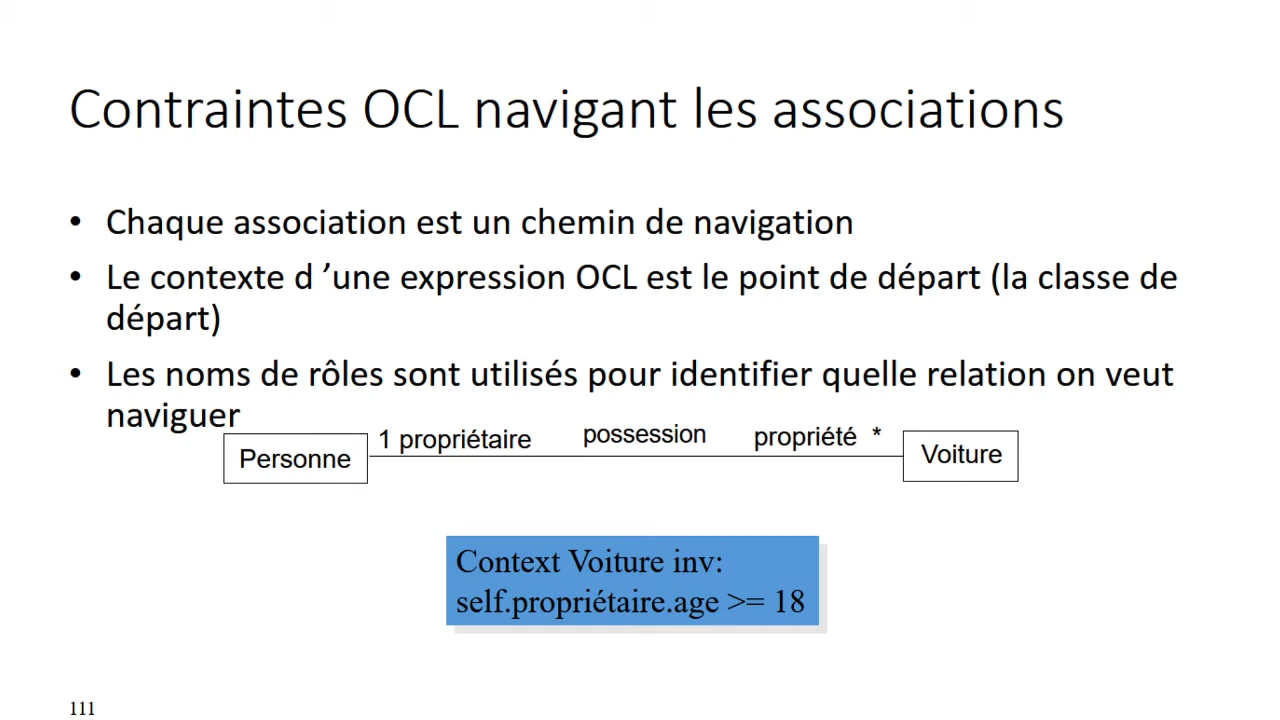 Contraintes OCL navigant les associations
• Chaque association est un chemin de navigation
• Le contexte d ’une expression OCL est le point de départ (la classe de
départ)
• Les noms de rôles sont utilisés pour identifier quelle relation on veut
naviguer
Personne 1 propriétaire possession propriété * Voiture
Context Voiture inv:
self.propriétaire.age >= 18
111